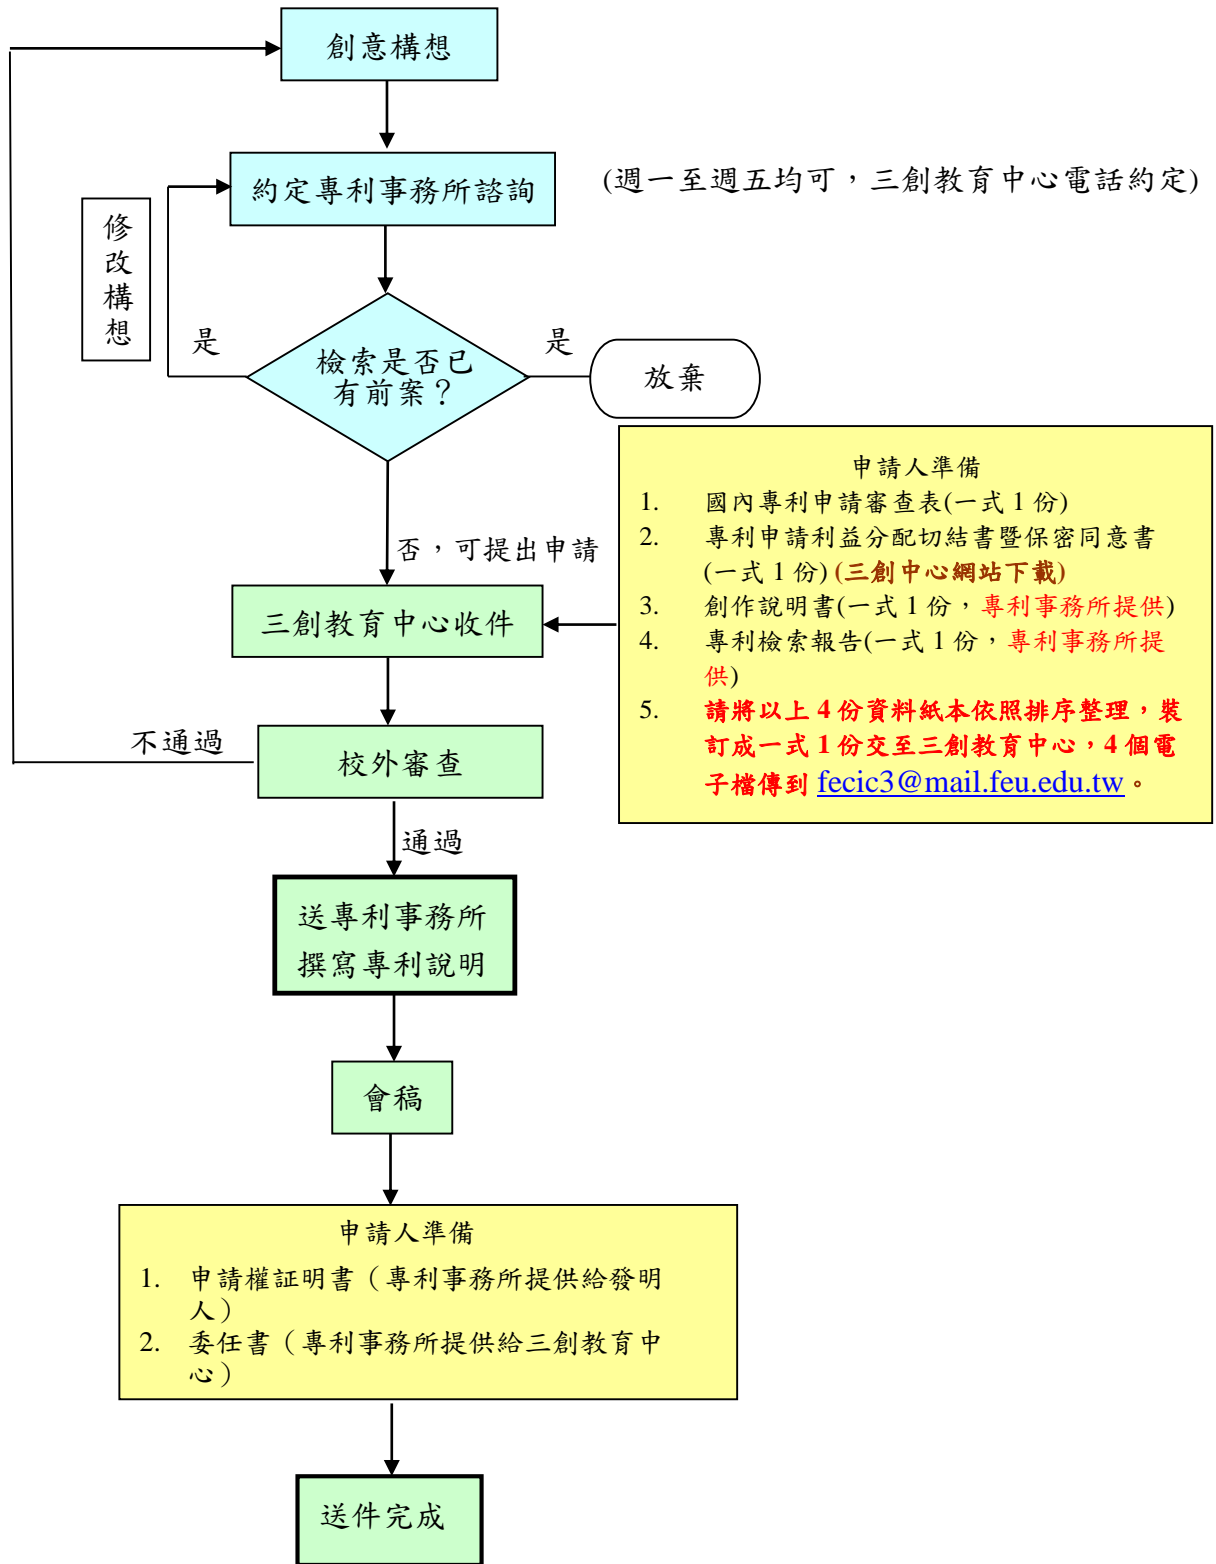 創意構想
約定專利事務所諮詢
(週一至週五均可，三創教育中心電話約定)
修
改
構
想
是
檢索是否已
有前案？
是
放棄
否，可提出申請
申請人準備
1. 國內專利申請審查表(一式 1 份)
2. 專利申請利益分配切結書暨保密同意書
(一式 1 份) (三創中心網站下載)
3. 創作說明書(一式 1 份，專利事務所提供)
4. 專利檢索報告(一式 1 份，專利事務所提
供)
5. 請將以上 4 份資料紙本依照排序整理，裝
訂成一式 1 份交至三創教育中心，4 個電
子檔傳到 fecic3@mail.feu.edu.tw。
三創教育中心收件
不通過
校外審查
通過
送專利事務所
撰寫專利說明
會稿
申請人準備
1. 申請權証明書（專利事務所提供給發明
人）
2. 委任書（專利事務所提供給三創教育中
心）
送件完成